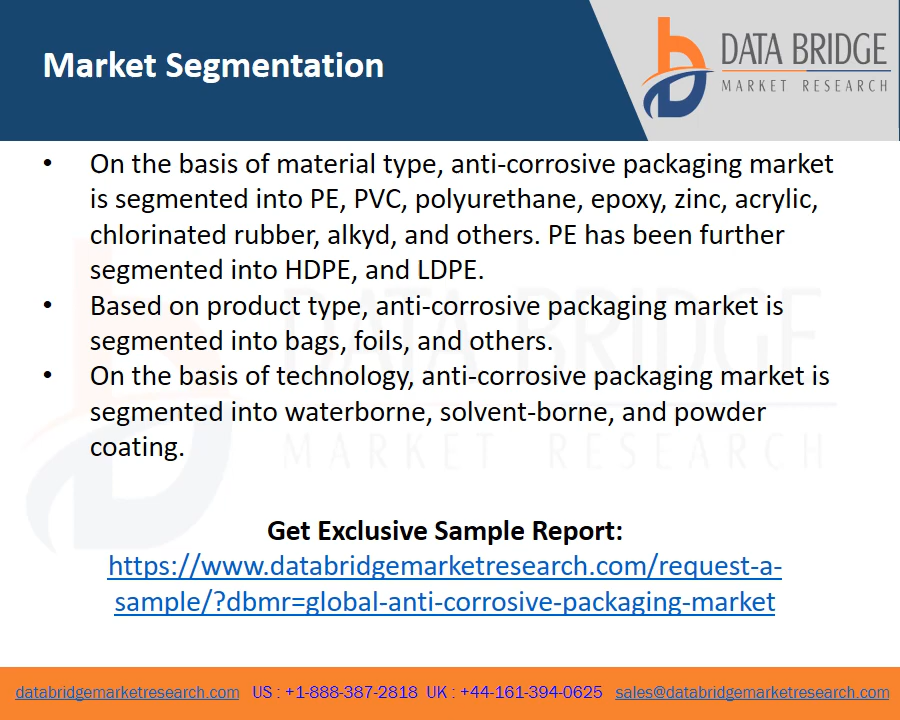 Market Segmentation
DATA BRIDGE
MARKET RESEARCH
• On the basis of material type, anti-corrosive packaging market
is segmented into PE, PVC, polyurethane, epoxy, zinc, acrylic,
chlorinated rubber, alkyd, and others. PE has been further
segmented into HDPE, and LDPE.
• Based on product type, anti-corrosive packaging market is
segmented into bags, foils, and others.
• On the basis of technology, anti-corrosive packaging market is
segmented into waterborne, solvent-borne, and powder
coating.
DATA BRIDGE
MARKET RESEARCH
Get Exclusive Sample Report:
https://www.databridgemarketresearch.com/request-a-
sample/?dbmr=global-anti-corrosive-packaging-market
databridgemarketresearch.com US : +1-888-387-2818 UK : +44-161-394-0625 sales@databridgemarketresearch.com